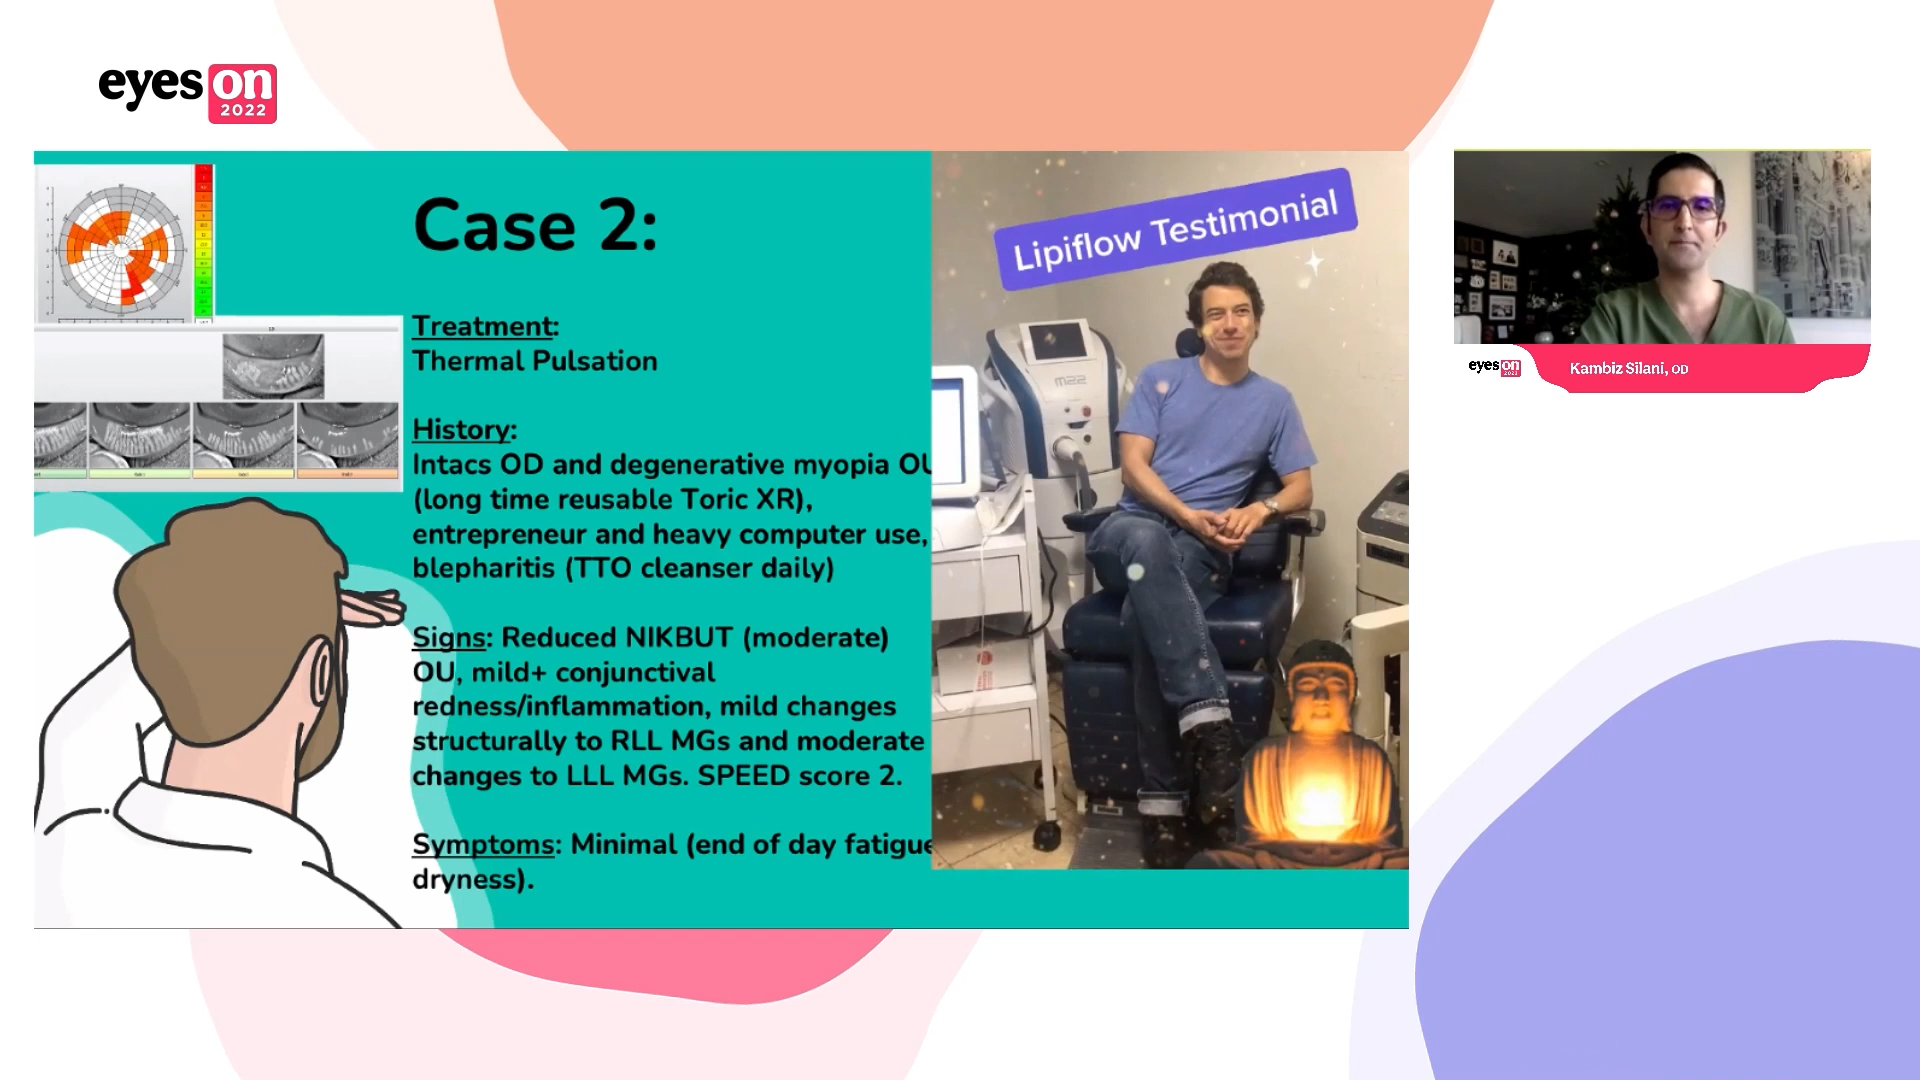 eyes on
2022
Case 2:
Treatment:
Thermal Pulsation
History:
Intacs OD and degenerative myopia OU
(long time reusable Toric XR),
entrepreneur and heavy computer use,
blepharitis (TTO cleanser daily)
Signs: Reduced NIKBUT (moderate)
OU, mild+ conjunctival
redness/inflammation, mild changes
structurally to RLL MGs and moderate
changes to LLL MGs. SPEED score 2.
Symptoms: Minimal (end of day fatigue
dryness).
Lipiflow Testimonial
M22
eyes on
2022
Kambiz Silani, OD